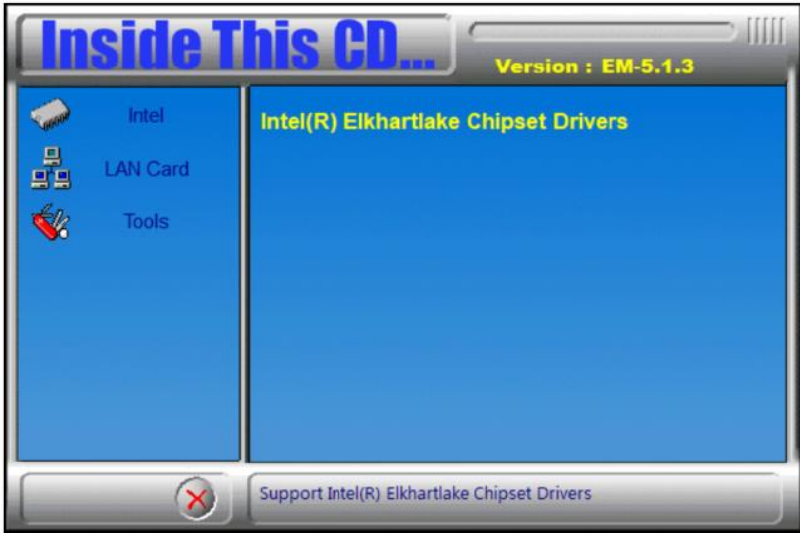 Inside This CD...
Version : EM-5.1.3
Intel
LAN Card
Tools
Intel(R) Elkhartlake Chipset Drivers
Support Intel(R) Elkhartlake Chipset Drivers